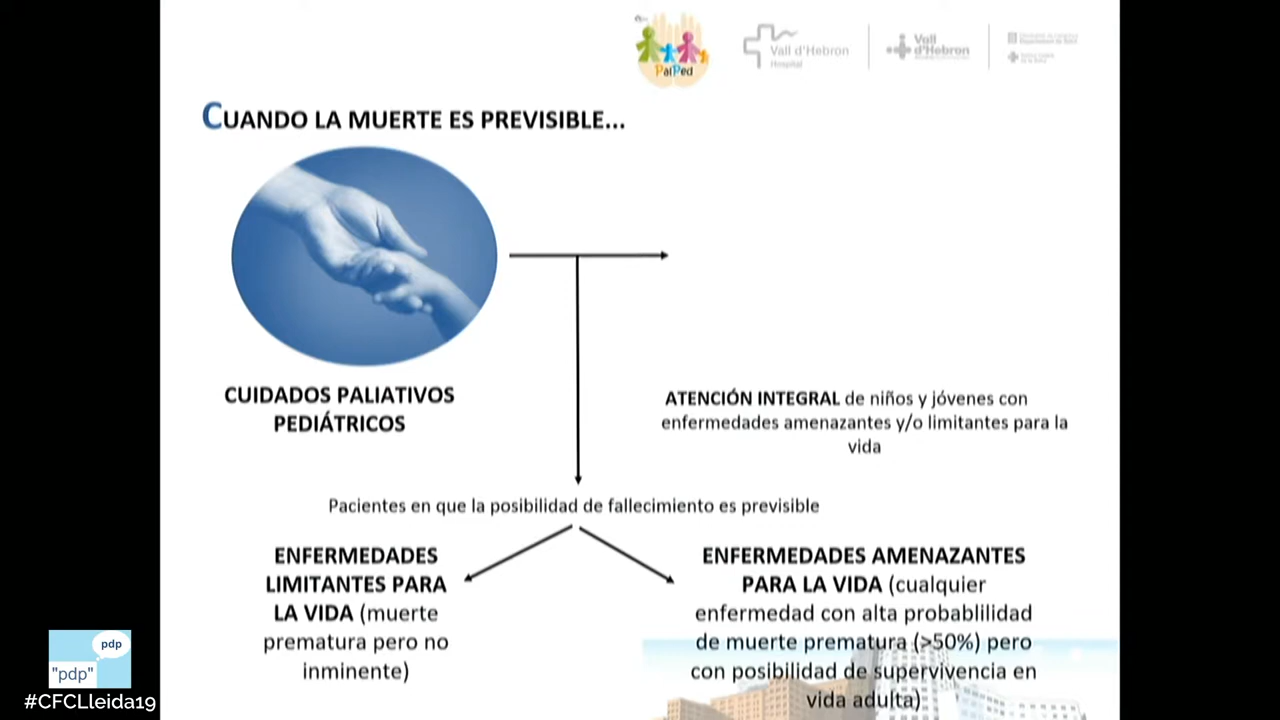 PalPed
Vall d'Hebron
Hospital
Vall
d'Hebron
CUANDO LA MUERTE ES PREVISIBLE...
CUIDADOS PALIATIVOS
PEDIÁTRICOS
ATENCIÓN INTEGRAL de niños y jóvenes con
enfermedades amenazantes y/o limitantes para la
vida
Pacientes en que la posibilidad de fallecimiento es previsible
ENFERMEDADES
LIMITANTES PARA
LA VIDA (muerte
prematura pero no
inminente)
ENFERMEDADES AMENAZANTES
PARA LA VIDA (cualquier
enfermedad con alta probablilidad
de muerte prematura (>50%) pero
con posibilidad de supervivencia en
vida adulta)
pdp
"pdp"
#CFCLleida19